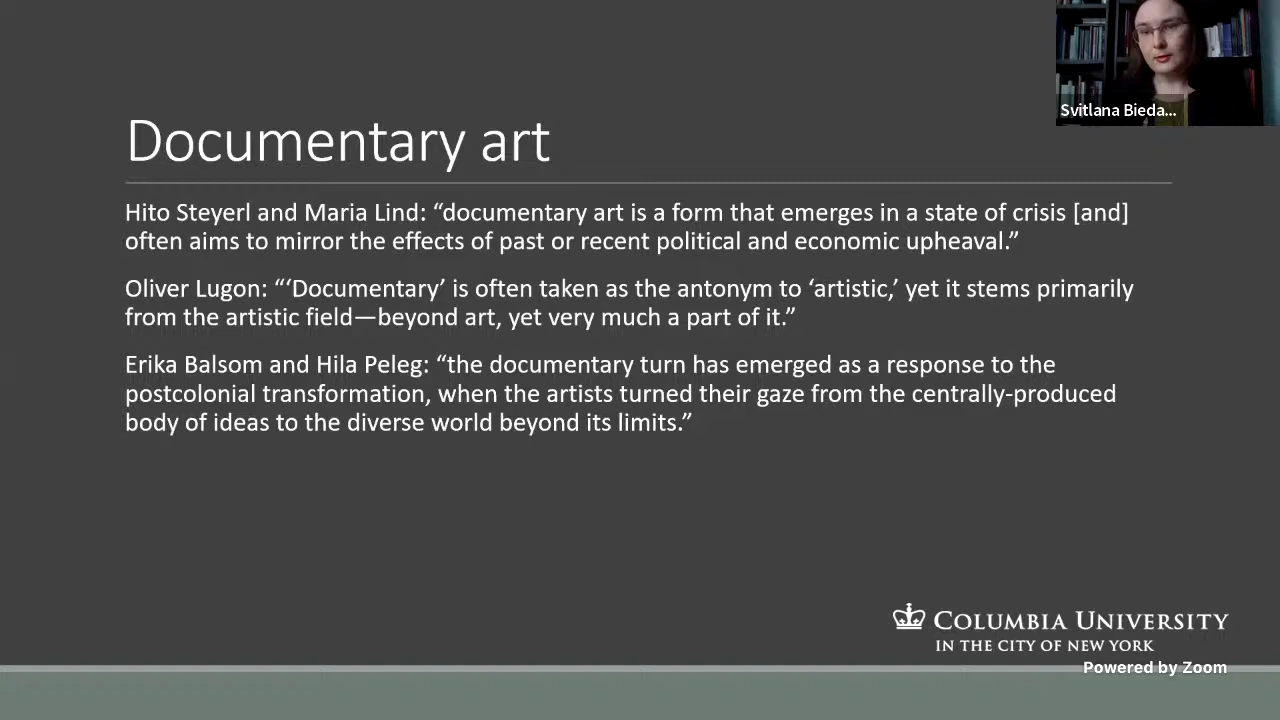 Svitlana Bieda...
Documentary art
Hito Steyerl and Maria Lind: “documentary art is a form that emerges in a state of crisis [and]
often aims to mirror the effects of past or recent political and economic upheaval.”
Oliver Lugon: “‘Documentary’ is often taken as the antonym to ‘artistic,’ yet it stems primarily
from the artistic field—beyond art, yet very much a part of it.”
Erika Balsom and Hila Peleg: “the documentary turn has emerged as a response to the
postcolonial transformation, when the artists turned their gaze from the centrally-produced
body of ideas to the diverse world beyond its limits.”
COLUMBIA UNIVERSITY
IN THE CITY OF NEW YORK
Powered by Zoom